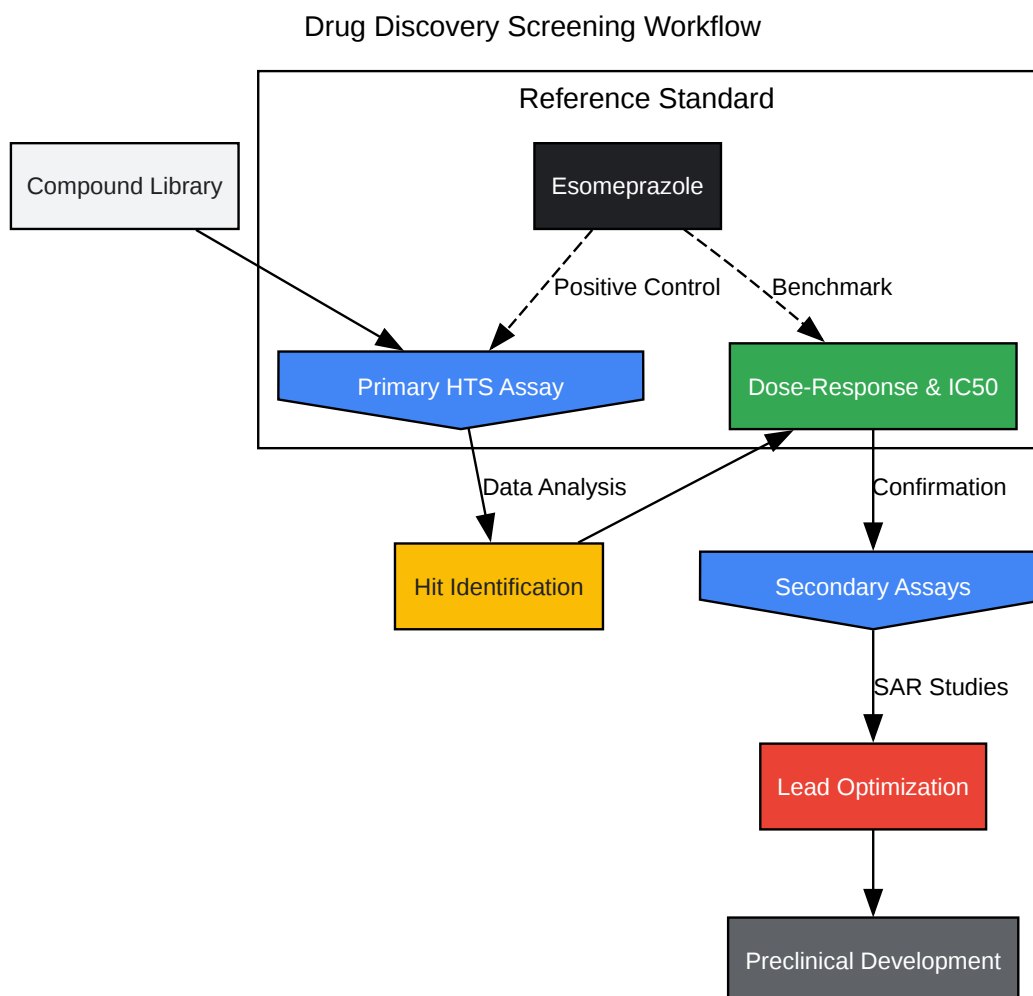 Drug Discovery Screening Workflow
Reference Standard
Compound Library
Esomeprazole
Positive Control
Benchmark
Primary HTS Assay
Dose-Response & IC50
Data Analysis
Confirmation
Hit Identification
Secondary Assays
SAR Studies
Lead Optimization
Preclinical Development